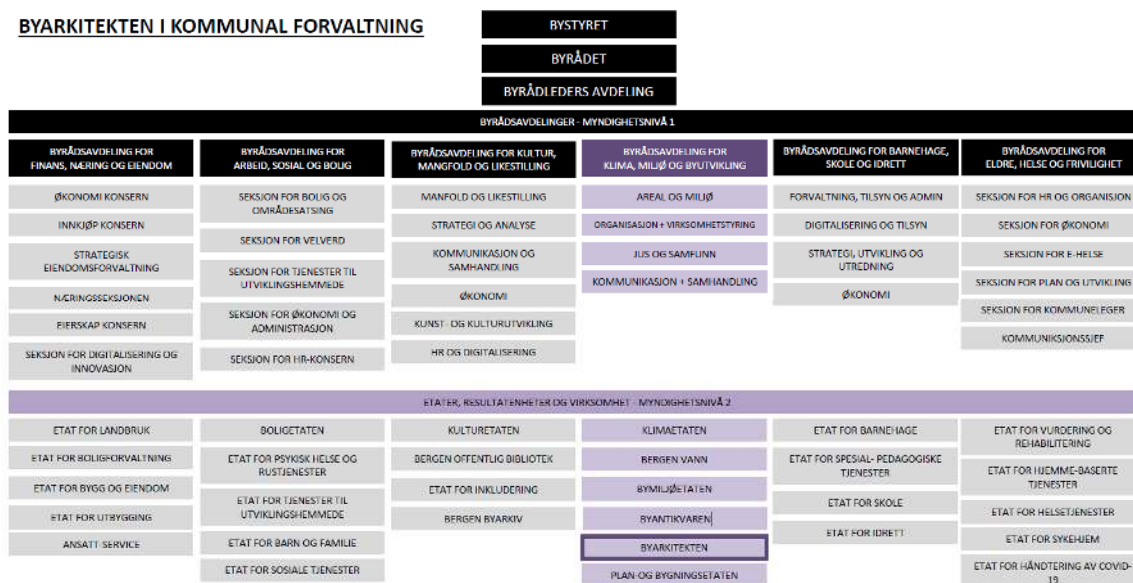 BYARKITEKTEN I KOMMUNAL FORVALTNING
BYSTYRET
BYRÅDET
BYRÅDLEDERS AVDELING
BYRÅDSAVDELINGER - MYNDIGHETSNIVÅ 1
BYRÅDSAVDELING FOR
FINANS, NÆRING OG EIENDOM
ØKONOMI KONSERN
INNKJØP KONSERN
STRATEGISK
EIENDOMSFORVALTNING
NÆRINGSSEKSJONEN
EIERSKAP KONSERN
SEKSJON FOR DIGITALISERING OG
INNOVASJON
BYRÅDSAVDELING FOR
ARBEID, SOSIAL OG BOLIG
SEKSJON FOR BOLIG OG
OMRÅDESATSING
SEKSJON FOR VELVERD
SEKSJON FOR TJENESTER TIL
UTVIKLINGSHEMMEDE
SEKSJON FOR ØKONOMI OG
ADMINISTRASJON
SEKSJON FOR HR-KONSERN
BYRÅDSAVDELING FOR KULTUR,
MANGFOLD OG LIKESTILLING
MANFOLD OG LIKESTILLING
STRATEGI OG ANALYSE
KOMMUNIKASJON OG
SAMHANDLING
ØKONOMI
KUNST- OG KULTURUTVIKLING
HR OG DIGITALISERING
BYRÅDSAVDELING FOR
KLIMA, MILJØ OG BYUTVIKLING
AREAL OG MILJØ
ORGANISASJON + VIRKSOMHETSTYRING
JUS OG SAMFUNN
KOMMUNIKASJON + SAMHANDLING
BYRÅDSAVDELING FOR BARNEHAGE,
SKOLE OG IDRETT
FORVALTNING, TILSYN OG ADMIN
DIGITALISERING OG TILSYN
STRATEGI, UTVIKLING OG
UTREDNING
ØKONOMI
BYRÅDSAVDELING FOR
ELDRE, HELSE OG FRIVILIGHET
SEKSJON FOR HR OG ORGANISJON
SEKSJON FOR ØKONOMI
SEKSJON FOR E-HELSE
SEKSJON FOR PLAN OG UTVIKLING
SEKSJON FOR KOMMUNELEGER
KOMMUNIKSJONSSJEF
ETATER, RESULTATENHETER OG VIRKSOMHET - MYNDIGHETSNIVÅ 2
ETAT FOR LANDBRUK
ETAT FOR BOLIGFORVALTNING
ETAT FOR BYGG OG EIENDOM
ETAT FOR UTBYGGING
ANSATT-SERVICE
BOLIGETATEN
ETAT FOR PSYKISK HELSE OG
RUSTJENESTER
ETAT FOR TJENESTER TIL
UTVIKLINGSHEMMEDE
ETAT FOR BARN OG FAMILIE
ETAT FOR SOSIALE TJENESTER
KULTURETATEN
BERGEN OFFENTLIG BIBLIOTEK
ETAT FOR INKLUDERING
BERGEN BYARKIV
KLIMAETATEN
BERGEN VANN
BYMILJØETATEN
BYANTIKVAREN
BYARKITEKTEN
PLAN-OG BYGNINGSETATEN
ETAT FOR BARNEHAGE
ETAT FOR SPESIAL- PEDAGOGISKE
TJENESTER
ETAT FOR SKOLE
ETAT FOR IDRETT
ETAT FOR VURDERING OG
REHABILITERING
ETAT FOR HJEMME-BASERTE
TJENESTER
ETAT FOR HELSETJENESTER
ETAT FOR SYKEHJEM
ETAT FOR HÅNDTERING AV COVID-
19